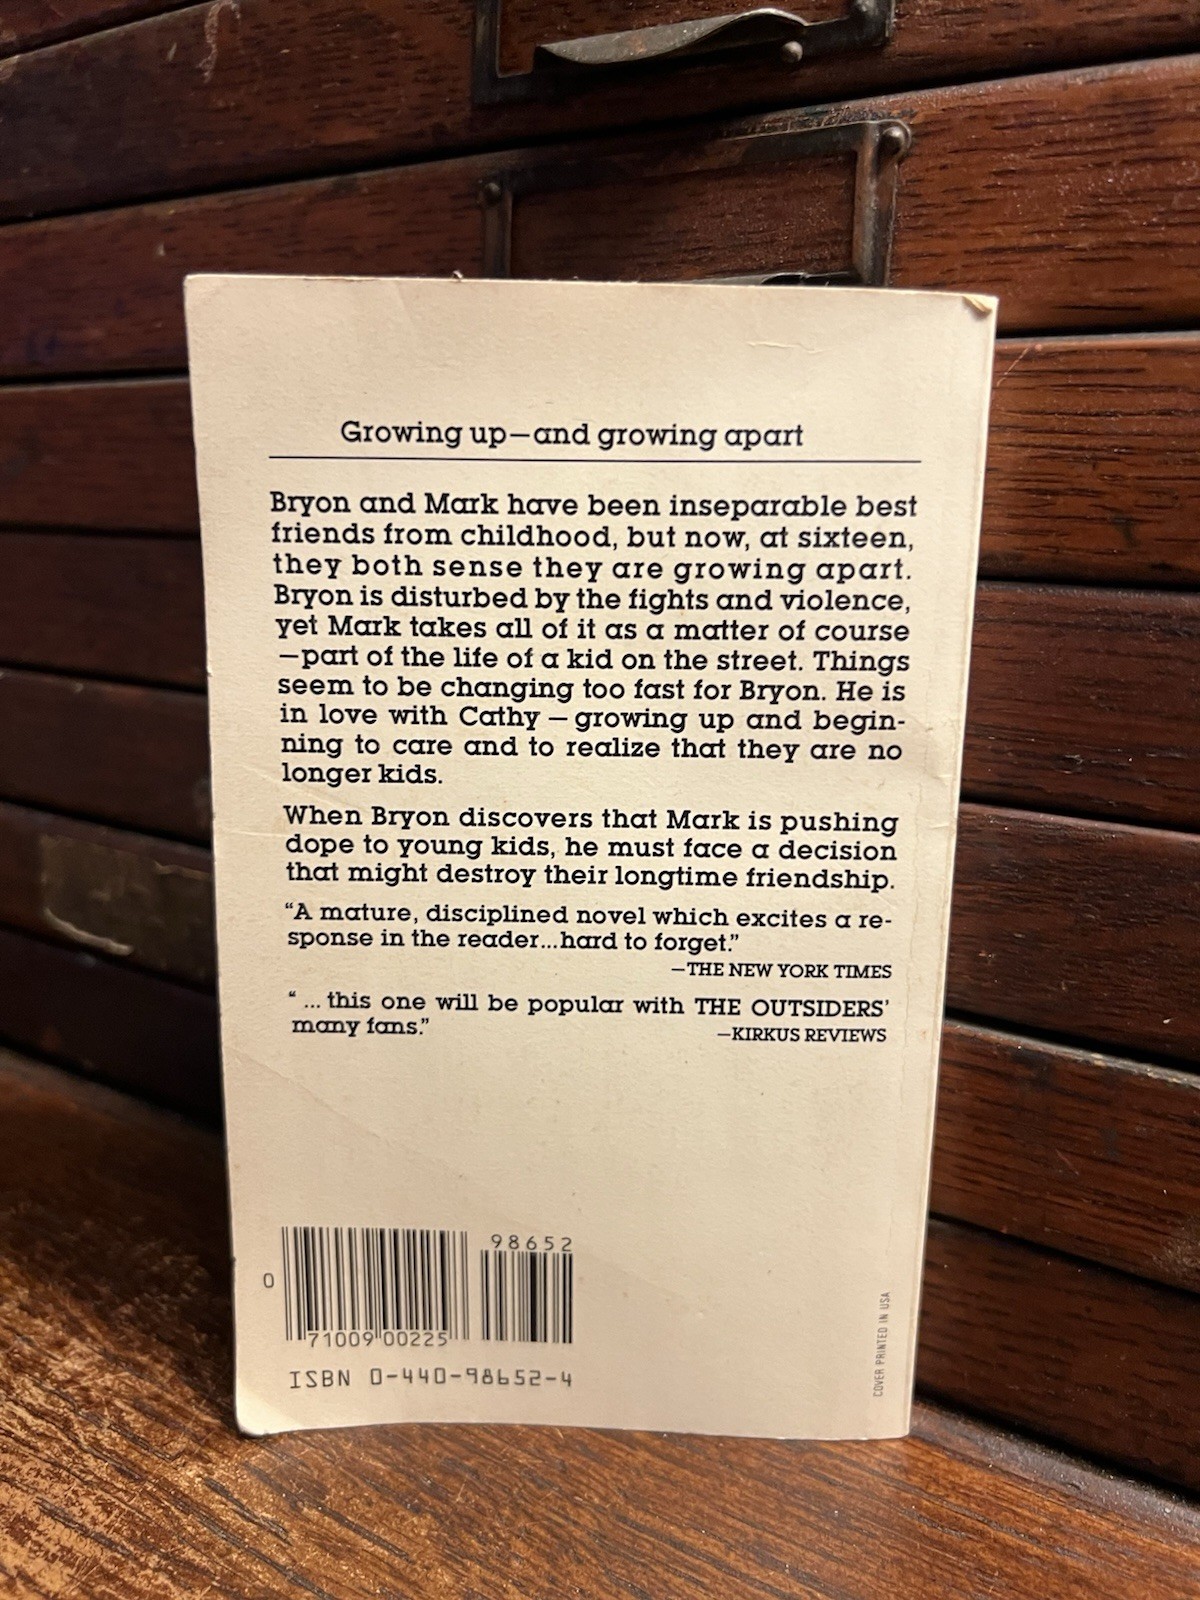 Growing up—and growing apart
Bryon and Mark have been inseparable best
friends from childhood, but now, at sixteen,
they both sense they are growing apart.
Bryon is disturbed by the fights and violence,
yet Mark takes all of it as a matter of course
—part of the life of a kid on the street. Things
seem to be changing too fast for Bryon. He is
in love with Cathy — growing up and begin-
ning to care and to realize that they are no
longer kids.
When Bryon discovers that Mark is pushing
dope to young kids, he must face a decision
that might destroy their longtime friendship.
“A mature, disciplined novel which excites a re-
sponse in the reader...hard to forget.”
—THE NEW YORK TIMES
“ ... this one will be popular with THE OUTSIDERS’
many fans.”
—KIRKUS REVIEWS
98652
0
71009 00225
ISBN 0-440-98652-4
COVER PRINTED IN USA